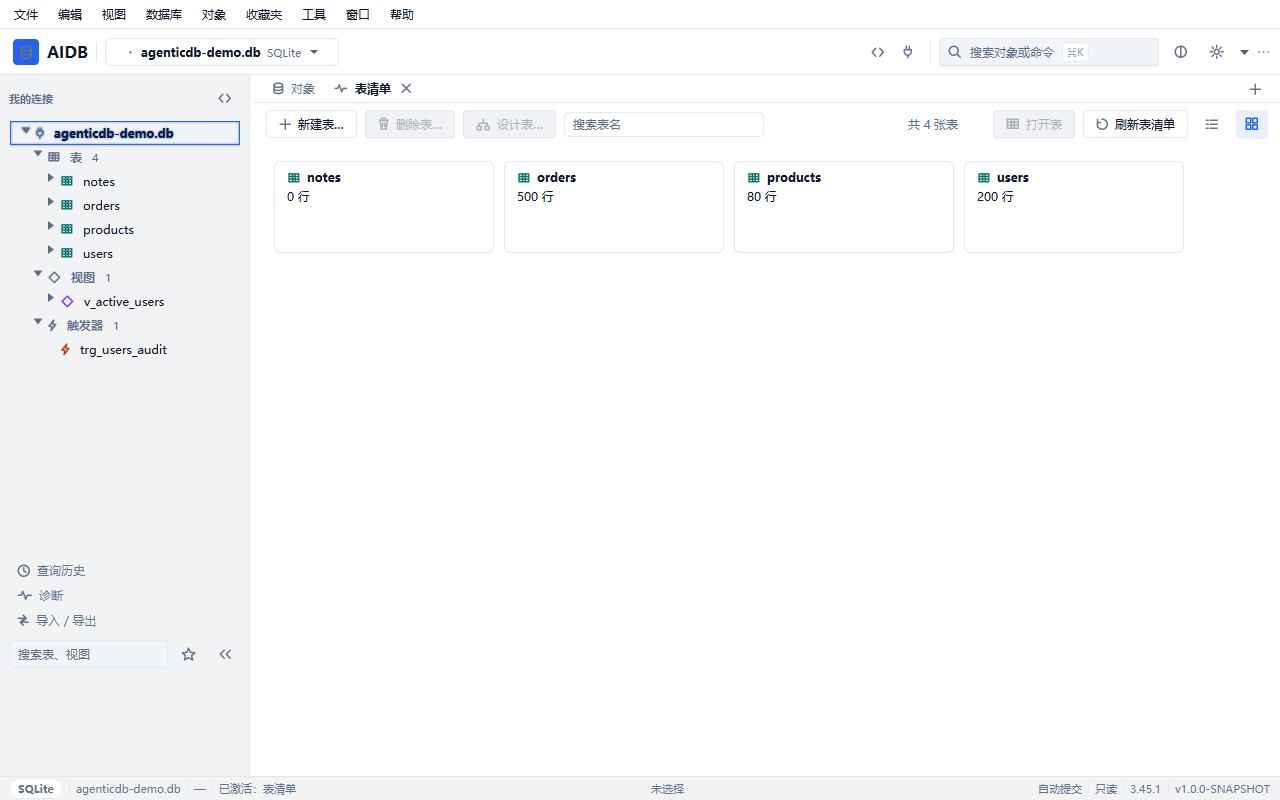 文件 编辑 视图 数据库 对象 收藏夹 工具 窗口 帮助
AIDB · agenticdb-demo.db SQLite 搜索对象或命令 ⌘K ···
我的连接
对象 表清单
新建表... 删除表... 设计表... 搜索表名 共 4 张表 打开表 刷新表清单
agenticdb-demo.db
表 4
notes
orders
products
users
视图 1
v_active_users
触发器 1
trg_users_audit
notes
0 行
orders
500 行
products
80 行
users
200 行
查询历史
诊断
导入 / 导出
搜索表、视图
SQLite agenticdb-demo.db — 已激活: 表清单 未选择 自动提交 只读 3.45.1 v1.0.0-SNAPSHOT